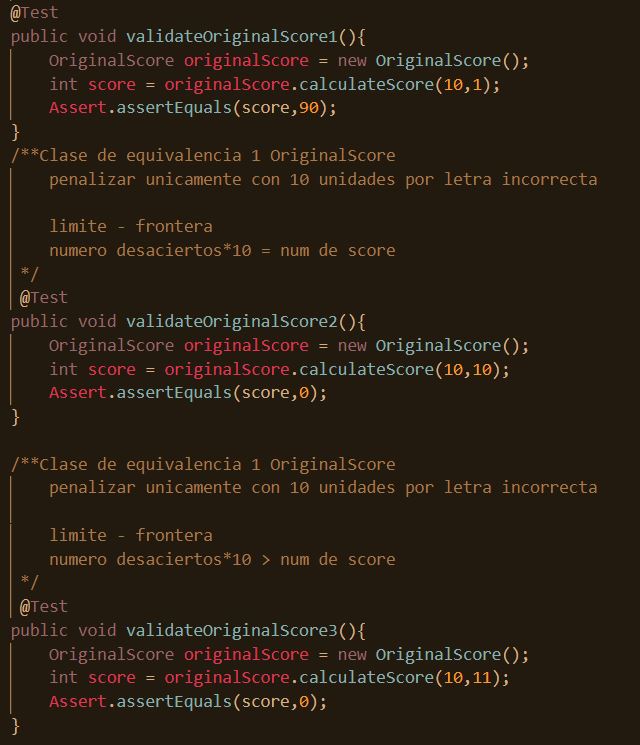 @Test
public void validateOriginalScore1(){
    OriginalScore originalScore = new OriginalScore();
    int score = originalScore.calculateScore(10,1);
    Assert.assertEquals(score,90);
}
/**Clase de equivalencia 1 OriginalScore
    penalizar unicamente con 10 unidades por letra incorrecta

    limite - frontera
    numero desaciertos*10 = num de score
 */
 @Test
public void validateOriginalScore2(){
    OriginalScore originalScore = new OriginalScore();
    int score = originalScore.calculateScore(10,10);
    Assert.assertEquals(score,0);
}

/**Clase de equivalencia 1 OriginalScore
    penalizar unicamente con 10 unidades por letra incorrecta

    limite - frontera
    numero desaciertos*10 > num de score
 */
 @Test
public void validateOriginalScore3(){
    OriginalScore originalScore = new OriginalScore();
    int score = originalScore.calculateScore(10,11);
    Assert.assertEquals(score,0);
}